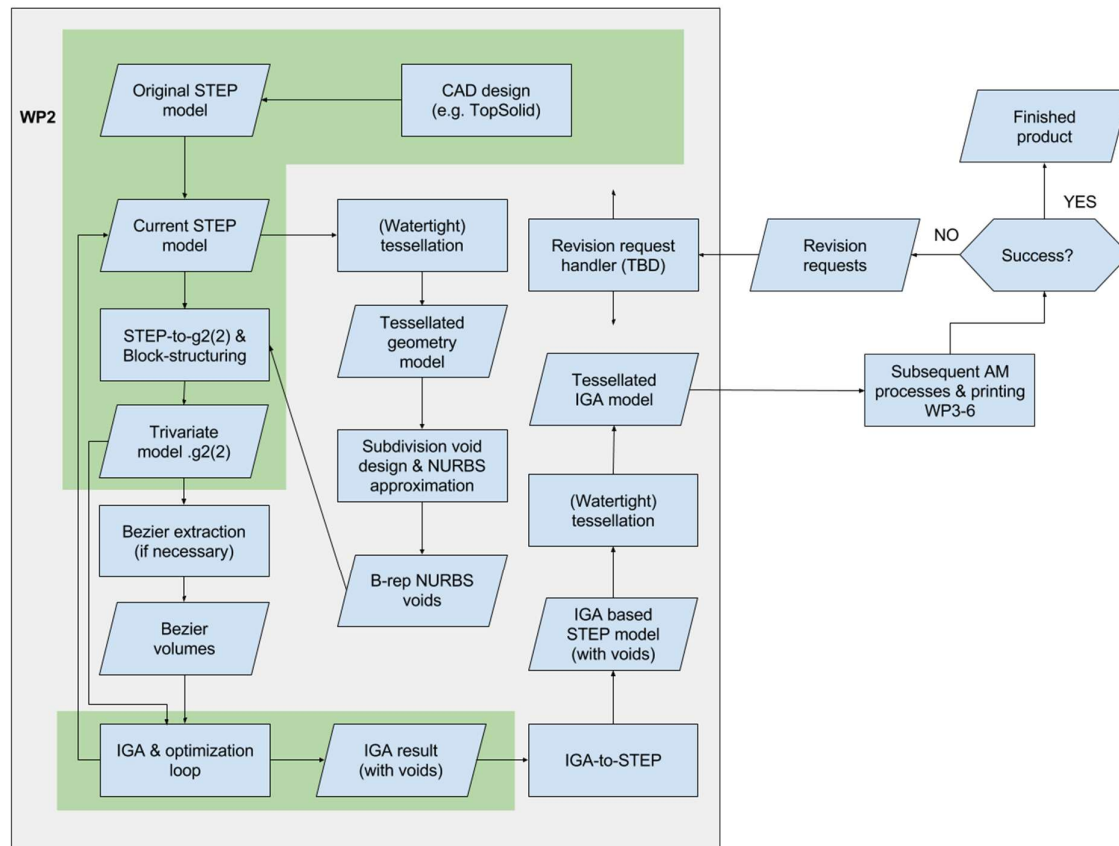 WP2
Original STEP
model
CAD design
(e.g. TopSolid)
Finished
product
YES
Current STEP
model
(Watertight)
tessellation
Revision request
handler (TBD)
Revision
requests
NO
Success?
STEP-to-g2(2) &
Block-structuring
Tessellated
geometry
model
Tessellated
IGA model
Subsequent AM
processes & printing
WP3-6
Trivariate
model .g2(2)
Subdivision void
design & NURBS
approximation
(Watertight)
tessellation
Bezier extraction
(if necessary)
B-rep NURBS
voids
IGA based
STEP model
(with voids)
Bezier
volumes
IGA & optimization
loop
IGA result
(with voids)
IGA-to-STEP